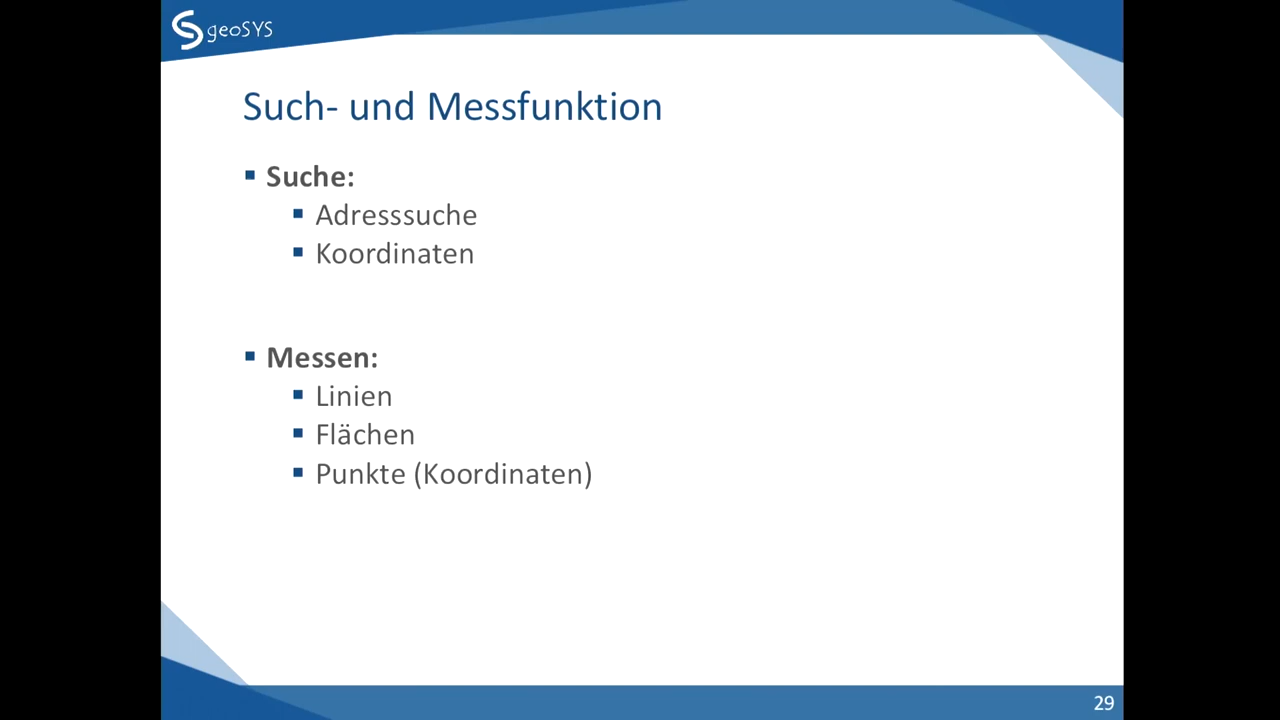 geoSYS
Such- und Messfunktion
Suche:
Adresssuche
Koordinaten
Messen:
Linien
Flächen
Punkte (Koordinaten)
29